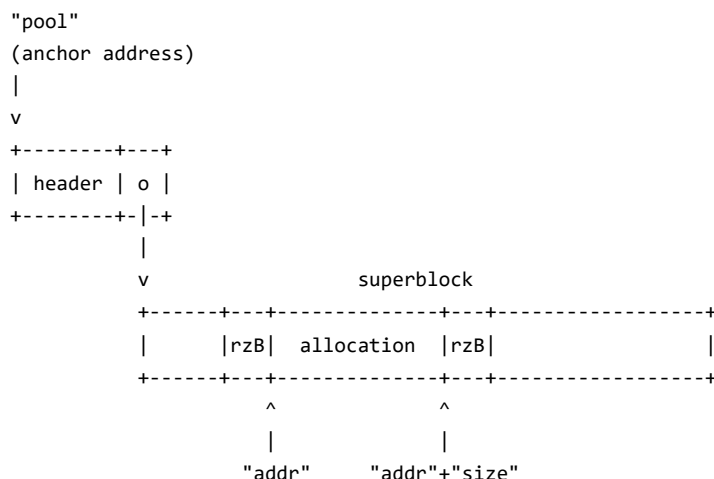 "pool"
(anchor address)
|
v
+--------+---+
| header | o |
+--------+-|-+
           |
           v                 superblock
           +------+---+--------------+---+------------------+
           |      |rzB|  allocation  |rzB|                  |
           +------+---+--------------+---+------------------+
                      ^              ^
                      |              |
                    "addr"     "addr"+"size"